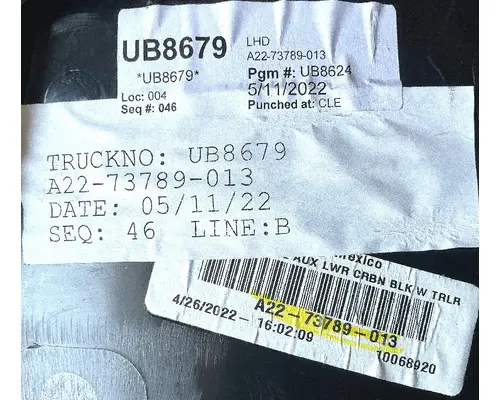 UB8679
*UB8679*
Loc: 004
Seq #: 046
LHD
A22-73789-013
Pgm #: UB8624
5/11/2022
Punched at: CLE
TRUCKNO: UB8679
A22-73789-013
DATE: 05/11/22
SEQ: 46 LINE:B
AUX LWR CRBN BLK W TRLR
A22-73789-013
4/26/2022 - 16:02:09
10068920